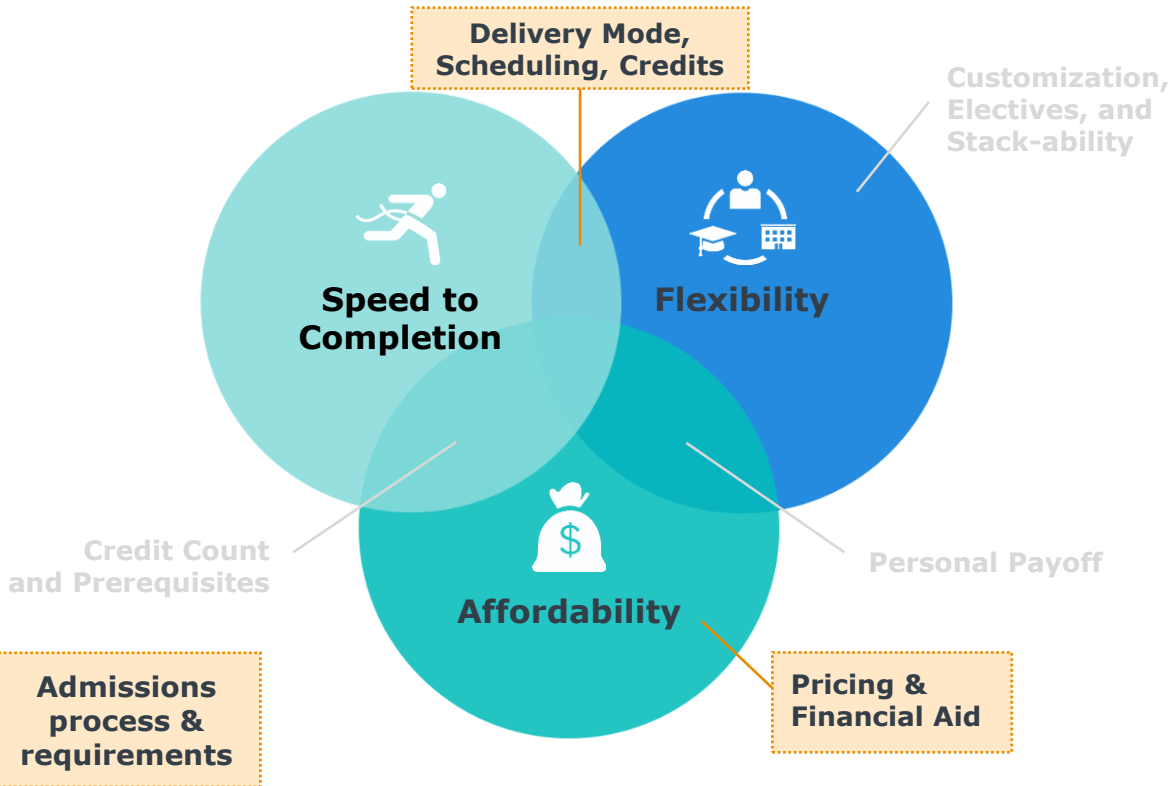 Delivery Mode,
Scheduling, Credits
Customization,
Electives, and
Stack-ability
Speed to
Completion
Flexibility
Credit Count
and Prerequisites
$
Personal Payoff
Affordability
Admissions
process &
requirements
Pricing &
Financial Aid